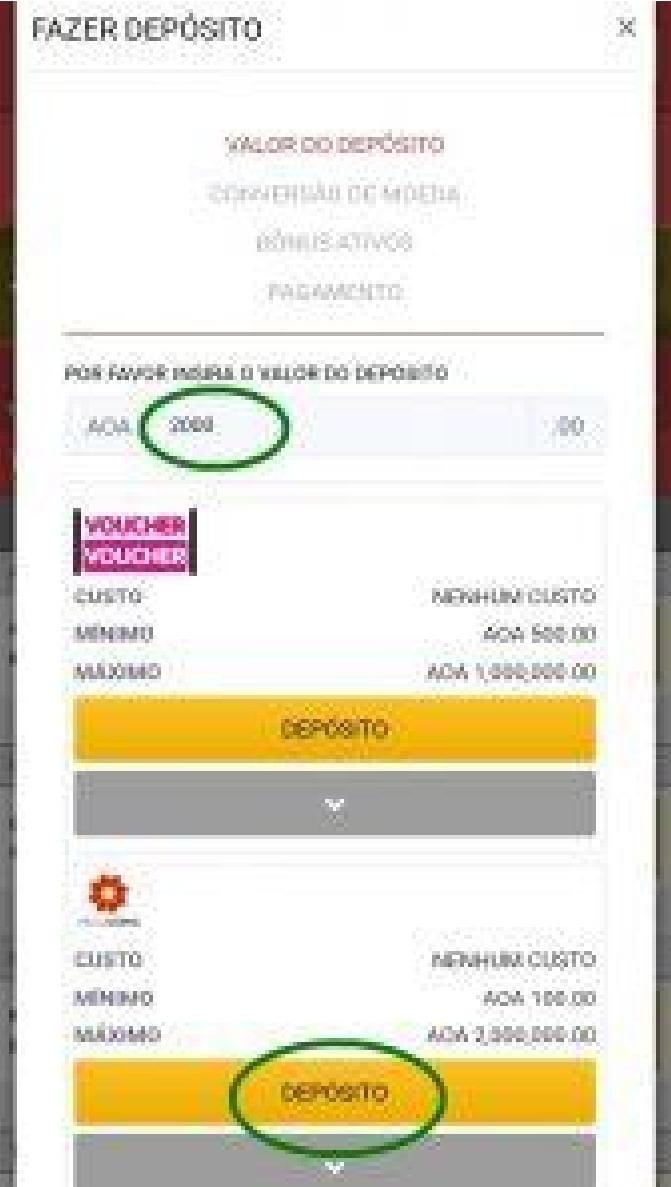 FAZER DEPÓSITO
VALOR DO DEPÓSITO
CONVERSÃO DE MOEDA
BÓNUS ATIVOS
PAGAMENTO
POR FAVOR INSIRA O VALOR DO DEPÓSITO
AOA 2000 .00
VOUCHER
VOUCHER
CUSTO NENHUM CUSTO
MÍNIMO AOA 500.00
MÁXIMO AOA 1,000,000.00
DEPÓSITO
CUSTO NENHUM CUSTO
MÍNIMO AOA 100.00
MÁXIMO AOA 2,000,000.00
DEPÓSITO